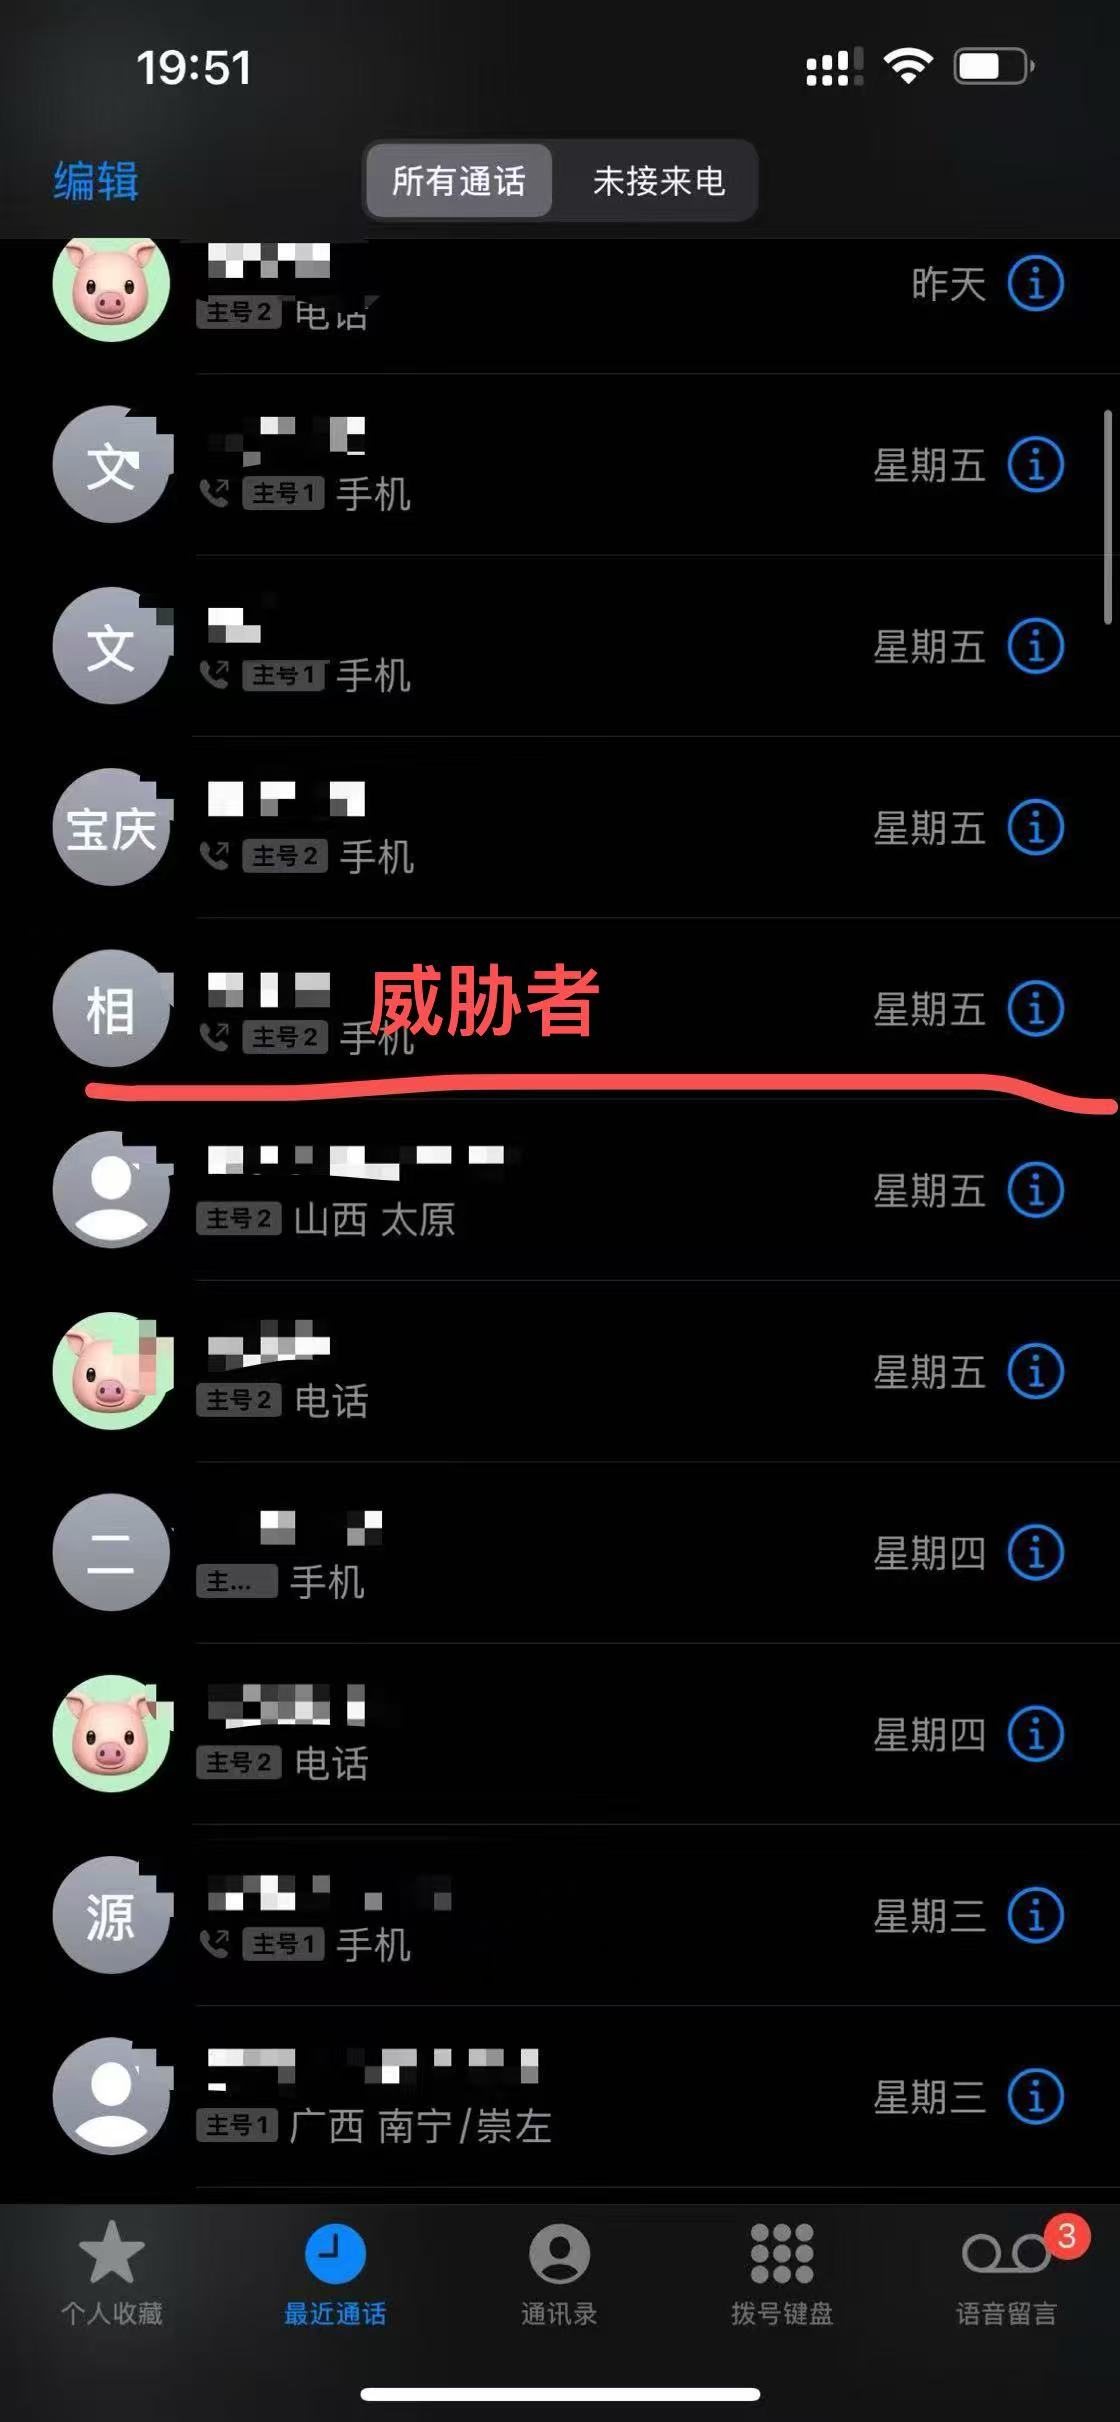 19:51
编辑
所有通话
未接来电
昨天
主号2 电话
文
星期五
主号1 手机
文
星期五
主号1 手机
宝庆
星期五
主号2 手机
相
威胁者
星期五
主号2 手机
星期五
主号2 山西 太原
星期五
主号2 电话
二
星期四
主... 手机
星期四
主号2 电话
源
星期三
主号1 手机
星期三
主号1 广西 南宁/崇左
3
个人收藏
最近通话
通讯录
拨号键盘
语音留言